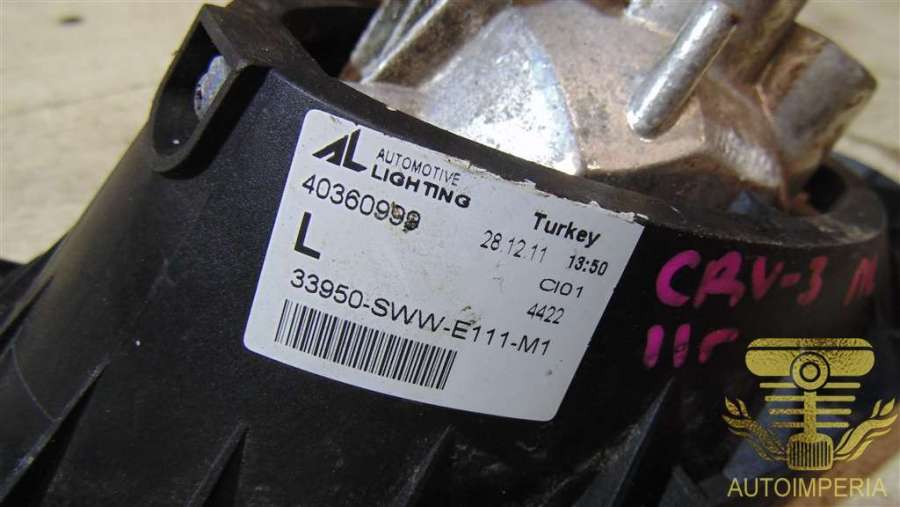 AL AUTOMOTIVE
LIGHTING
40360999
Turkey
28.12.11 13:50
L
CI01
4422
33950-SWW-E111-M1
CRV-3
11г
AUTOIMPERIA